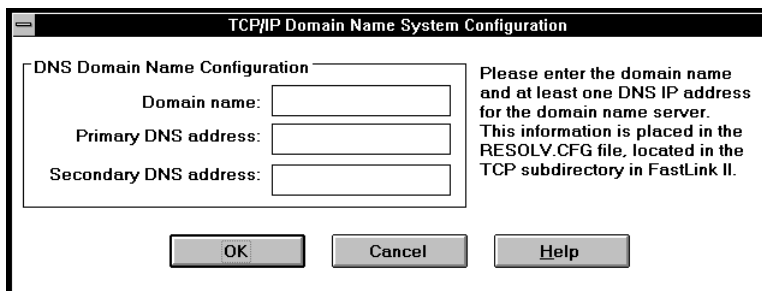 TCP/IP Domain Name System Configuration
DNS Domain Name Configuration
Domain name:
Primary DNS address:
Secondary DNS address:
Please enter the domain name
and at least one DNS IP address
for the domain name server.
This information is placed in the
RESOLV.CFG file, located in the
TCP subdirectory in FastLink II.
OK
Cancel
Help